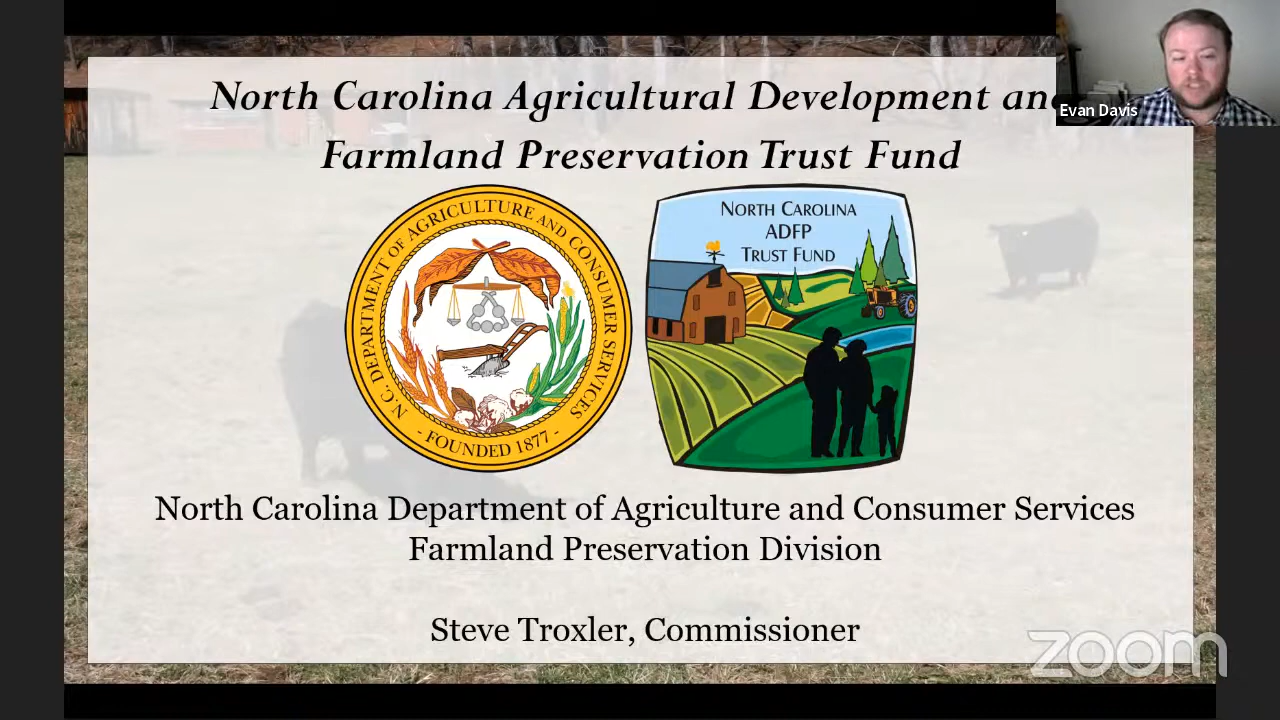 North Carolina Agricultural Development an
Evan Davis
Farmland Preservation Trust Fund
N.C. DEPARTMENT OF AGRICULTURE AND CONSUMER SERVICES
- FOUNDED 1877 -
NORTH CAROLINA
ADFP
TRUST FUND
North Carolina Department of Agriculture and Consumer Services
Farmland Preservation Division
Steve Troxler, Commissioner
zoom